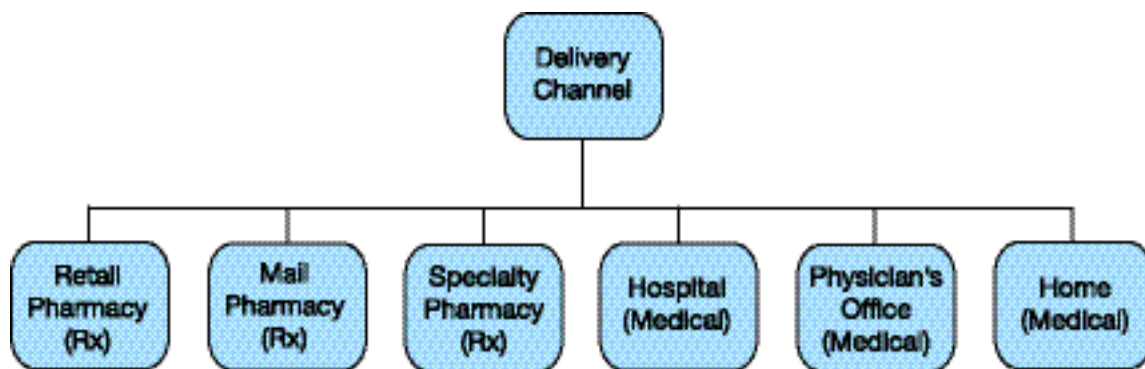 Delivery
Channel
Retail
Pharmacy
(Rx)
Mail
Pharmacy
(Rx)
Specialty
Pharmacy
(Rx)
Hospital
(Medical)
Physician's
Office
(Medical)
Home
(Medical)